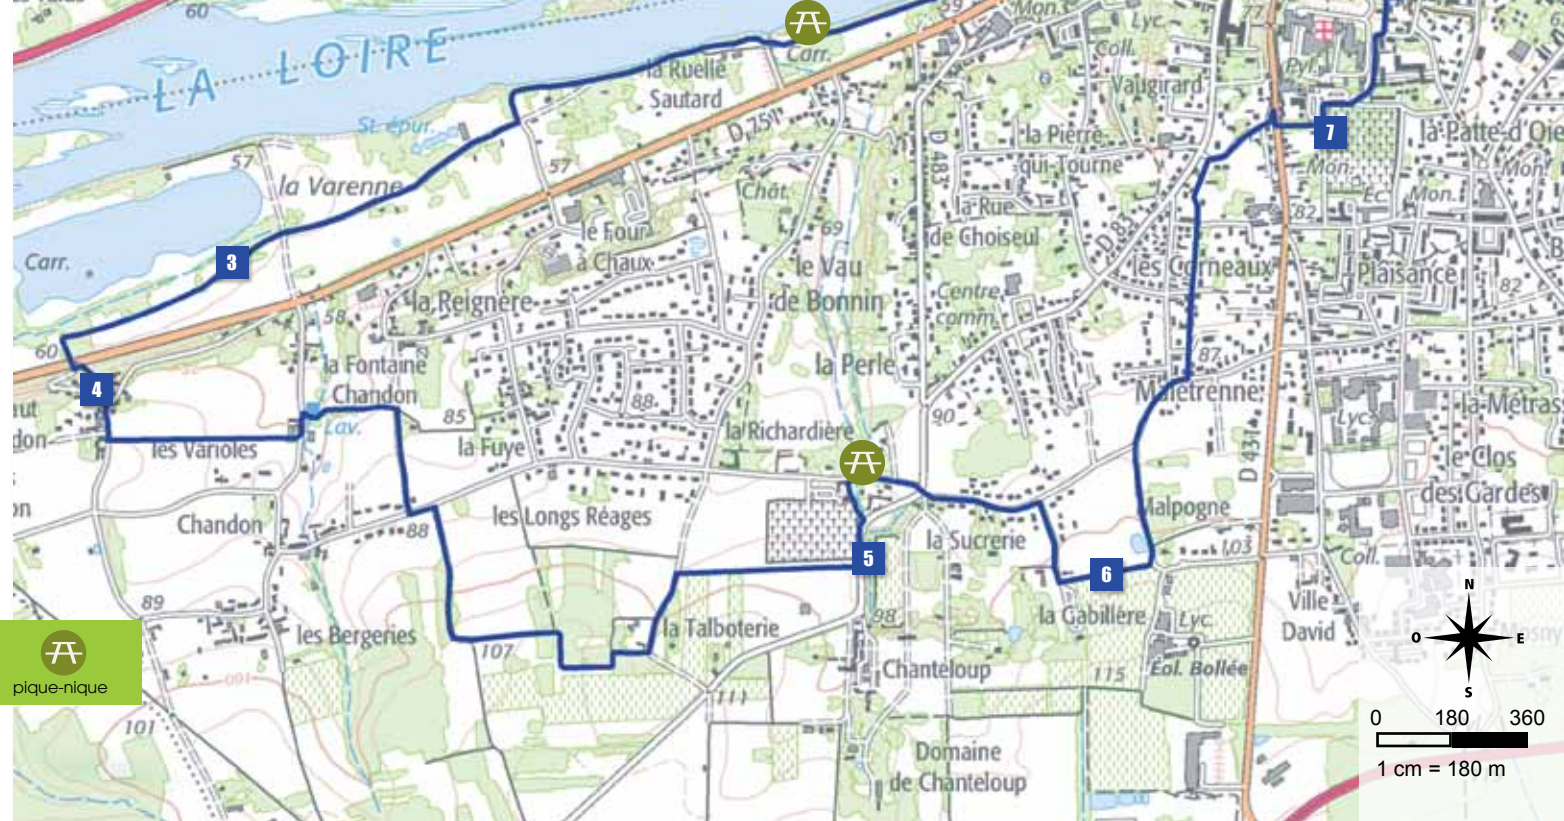 60
LA LOIRE
59
Mon.
Lyc.
77
Carr.
la Ruelle
Sautard
Coll.
Vaugirard
St. épur.
D 751
D 483
la Pierre
qui Tourne
7
la Patte-d'Oie
57
la Varenne
57
Chât.
Mon.
Éc.
Mon.
Mon.
la Rue
de Choiseul
D 83
82
Carr.
3
le Four
à Chaux
69
le Vau
de Bonnin
les Corneaux
Plaisance
82
la Reignère
Centre
comm.
58
60
la Fontaine
Chandon
la Perle
87
Malétrenne
4
88
85
90
Lyc.
Lav.
les Varioles
la Fuye
la Richardière
D 431
le Clos
des Gardes
Chandon
88
les Longs Réages
la Sucrerie
Malpogne
103
Coll.
5
6
89
98
la Gabillère
Lyc.
Ville
David
les Bergeries
107
la Talboterie
Chanteloup
115
Éol. Bollée
pique-nique
101
111
Domaine
de Chanteloup
N
O
E
S
0 180 360
1 cm = 180 m